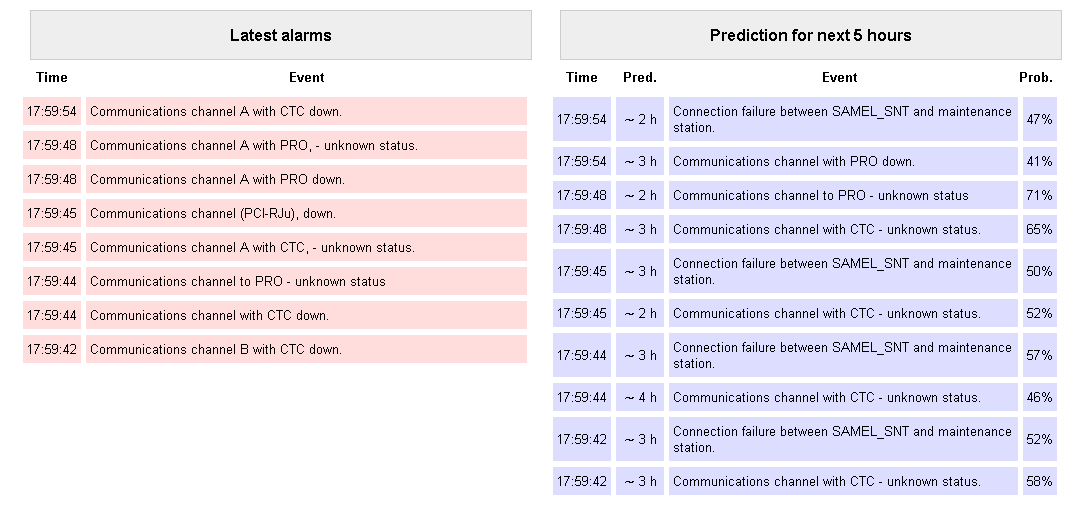 Latest alarms
Time Event
17:59:54 Communications channel A with CTC down.
17:59:48 Communications channel A with PRO, - unknown status.
17:59:48 Communications channel A with PRO down.
17:59:45 Communications channel (PCI-RJu), down.
17:59:45 Communications channel A with CTC, - unknown status.
17:59:44 Communications channel to PRO - unknown status
17:59:44 Communications channel with CTC down.
17:59:42 Communications channel B with CTC down.
Prediction for next 5 hours
Time Pred. Event Prob.
17:59:54 ~ 2 h Connection failure between SAMEL_SNT and maintenance
station. 47%
17:59:54 ~ 3 h Communications channel with PRO down. 41%
17:59:48 ~ 2 h Communications channel to PRO - unknown status 71%
17:59:48 ~ 3 h Communications channel with CTC - unknown status. 65%
17:59:45 ~ 3 h Connection failure between SAMEL_SNT and maintenance
station. 50%
17:59:45 ~ 2 h Communications channel with CTC - unknown status. 52%
17:59:44 ~ 3 h Connection failure between SAMEL_SNT and maintenance
station. 57%
17:59:44 ~ 4 h Communications channel with CTC - unknown status. 46%
17:59:42 ~ 3 h Connection failure between SAMEL_SNT and maintenance
station. 52%
17:59:42 ~ 3 h Communications channel with CTC - unknown status. 58%